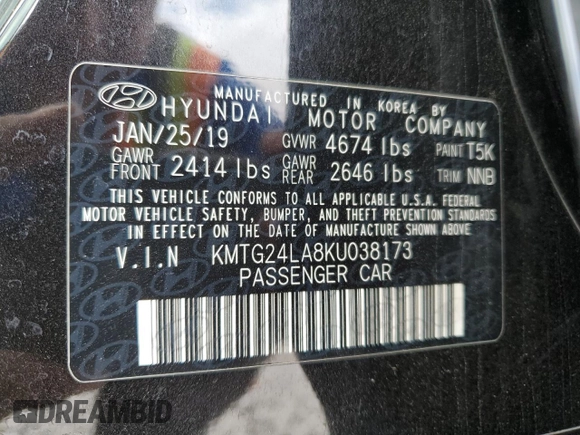 MANUFACTURED IN KOREA BY
HYUNDAI MOTOR COMPANY
JAN/25/19 GVWR 4674 lbs PAINT T5K
GAWR FRONT 2414 lbs GAWR REAR 2646 lbs TRIM NNB
THIS VEHICLE CONFORMS TO ALL APPLICABLE U.S.A. FEDERAL
MOTOR VEHICLE SAFETY, BUMPER, AND THEFT PREVENTION STANDARDS
IN EFFECT ON THE DATE OF MANUFACTURE SHOWN ABOVE.
V.I.N KMTG24LA8KU038173
PASSENGER CAR
DREAMBID